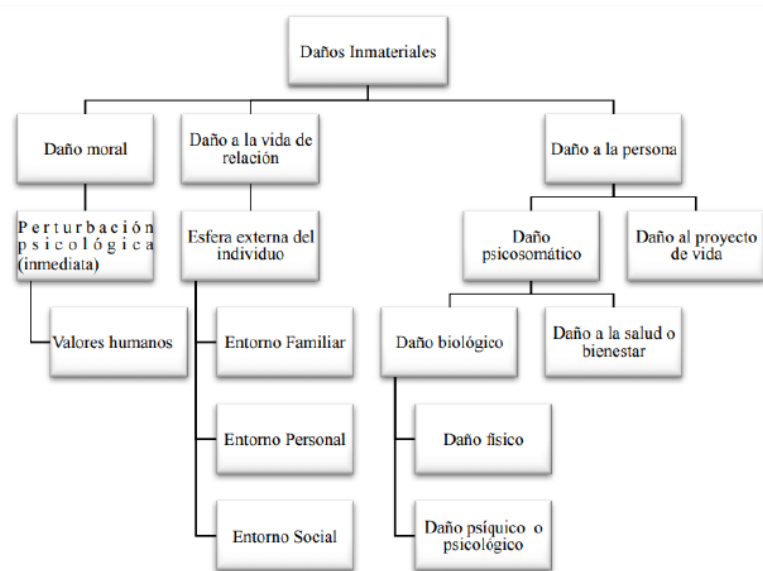 Daños Inmateriales
Daño moral
Daño a la vida de
relación
Daño a la persona
Perturbación
psicológica
(inmediata)
Esfera externa del
individuo
Daño
psicosomático
Daño al proyecto
de vida
Valores humanos
Entorno Familiar
Daño biológico
Daño a la salud o
bienestar
Entorno Personal
Daño físico
Entorno Social
Daño psíquico o
psicológico